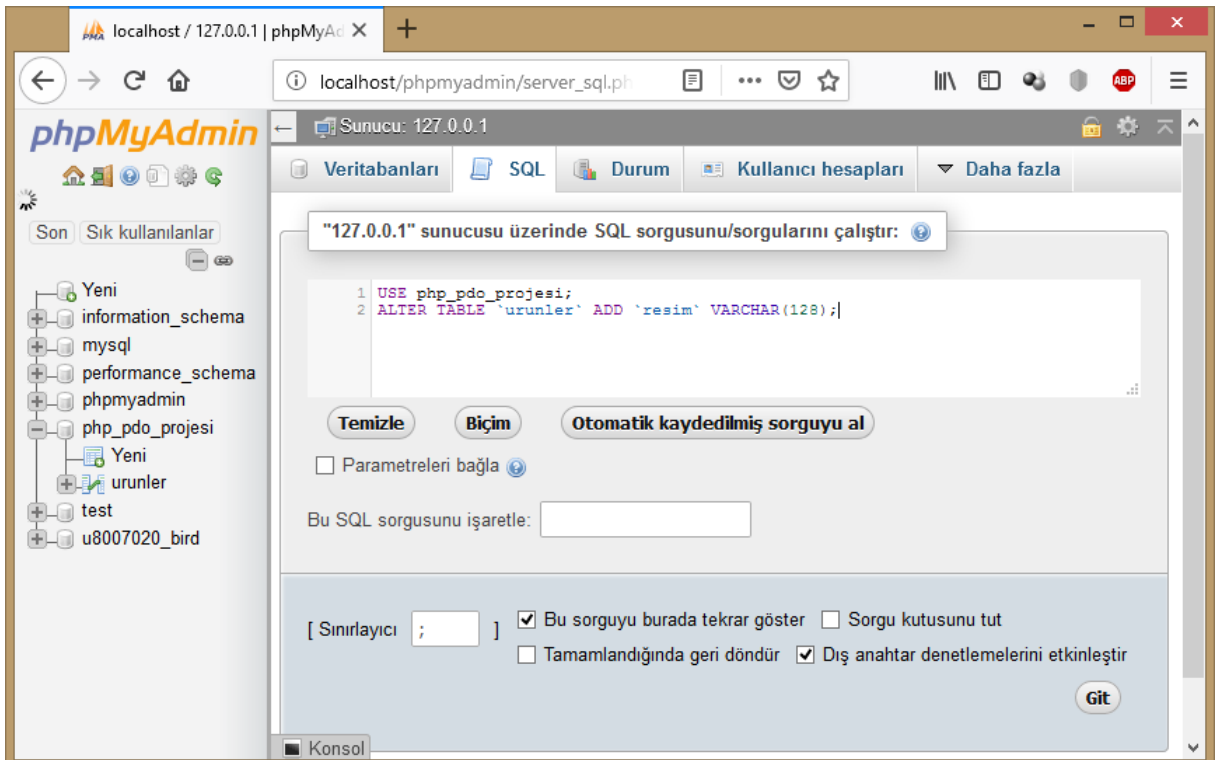 localhost / 127.0.0.1 | phpMyAd
localhost/phpmyadmin/server_sql.ph
ABP
phpMyAdmin
Son
Sık kullanılanlar
Yeni
information_schema
mysql
performance_schema
phpmyadmin
php_pdo_projesi
Yeni
urunler
test
u8007020_bird
Sunucu: 127.0.0.1
Veritabanları
SQL
Durum
Kullanıcı hesapları
Daha fazla
"127.0.0.1" sunucusu üzerinde SQL sorgusunu/sorgularını çalıştır:
1 USE php_pdo_projesi;
2 ALTER TABLE `urunler` ADD `resim` VARCHAR(128);
Temizle
Biçim
Otomatik kaydedilmiş sorguyu al
Parametreleri bağla
Bu SQL sorgusunu işaretle:
[ Sınırlayıcı ; ]
Bu sorguyu burada tekrar göster
Sorgu kutusunu tut
Tamamlandığında geri döndür
Dış anahtar denetlemelerini etkinleştir
Git
Konsol